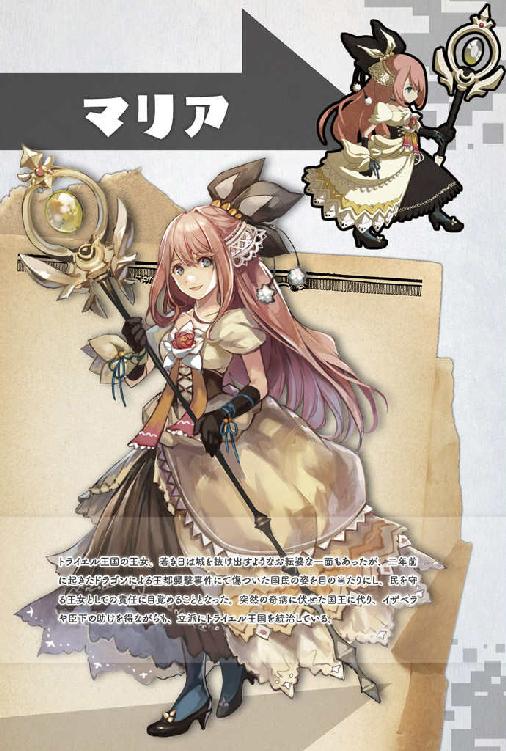 マリア
トライエル王国の王女。若き日は城を抜け出すようなお転婆な一面もあったが、三年前
に起きたドラゴンによる王都襲撃事件にて傷ついた国民の姿を目の当たりにし、民を守
る王女としての責任に目覚めることとなった。突然の奇病に伏せた国王に代り、イザベラ
や臣下の助けを得ながらも、立派にトライエル王国を統治している。